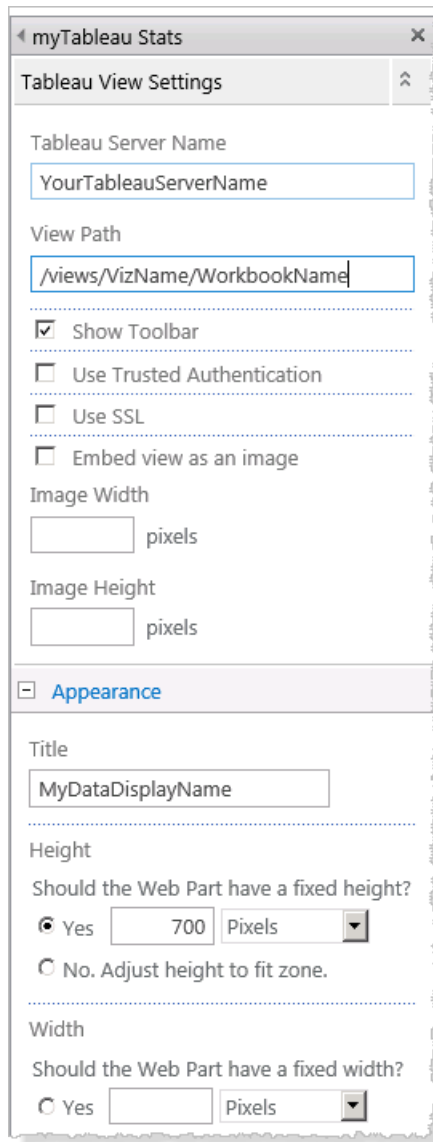 myTableau Stats
Tableau View Settings
Tableau Server Name
YourTableauServerName
View Path
/views/VizName/WorkbookName
Show Toolbar
Use Trusted Authentication
Use SSL
Embed view as an image
Image Width
pixels
Image Height
pixels
Appearance
Title
MyDataDisplayName
Height
Should the Web Part have a fixed height?
Yes 700 Pixels
No. Adjust height to fit zone.
Width
Should the Web Part have a fixed width?
Yes Pixels